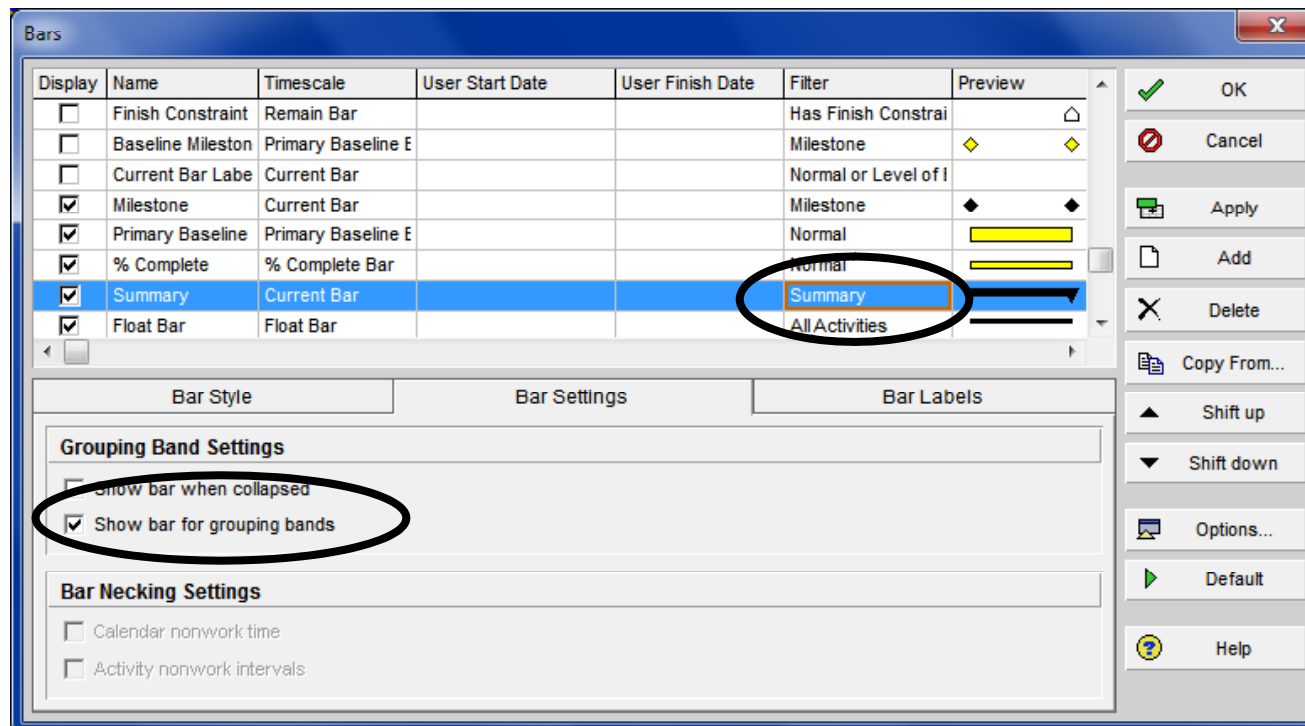 Bars
Display Name Timescale User Start Date User Finish Date Filter Preview
Finish Constraint Remain Bar Has Finish Constrai
Baseline Mileston Primary Baseline E Milestone
Current Bar Labe Current Bar Normal or Level of E
Milestone Current Bar Milestone
Primary Baseline Primary Baseline E Normal
% Complete % Complete Bar Normal
Summary Current Bar Summary
Float Bar Float Bar All Activities
OK
Cancel
Apply
Add
Delete
Copy From...
Shift up
Shift down
Options...
Default
Help
Bar Style Bar Settings Bar Labels
Grouping Band Settings
Show bar when collapsed
Show bar for grouping bands
Bar Necking Settings
Calendar nonwork time
Activity nonwork intervals